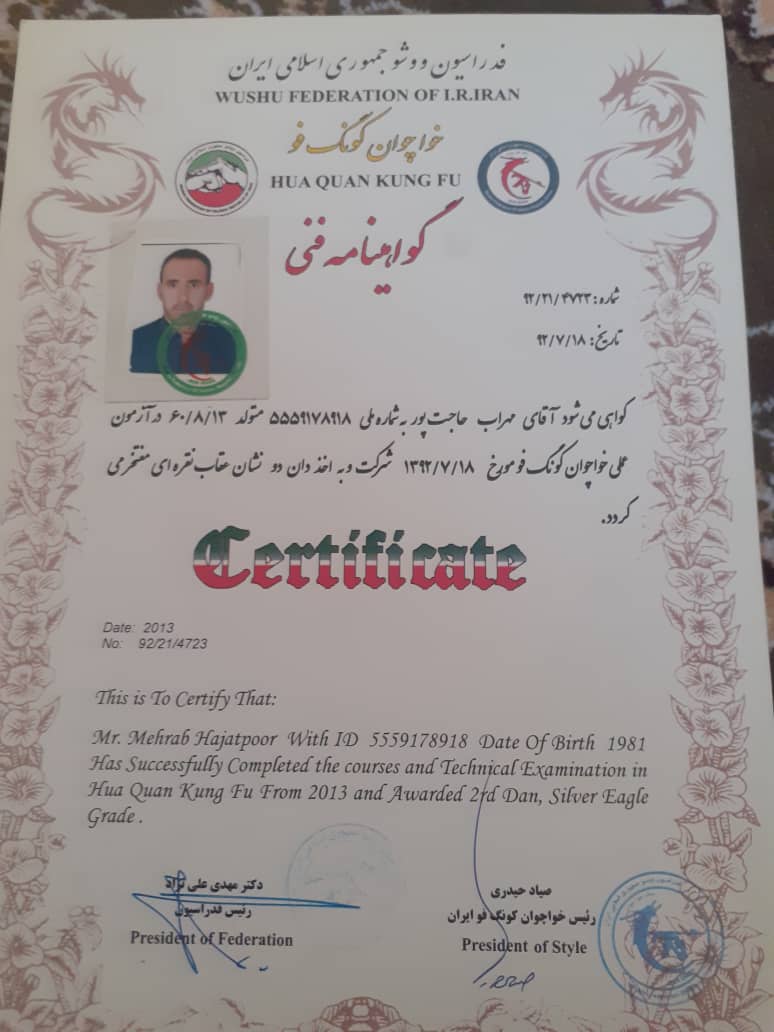 فدراسیون ووشو جمهوری اسلامی ایران
WUSHU FEDERATION OF I.R.IRAN
خواچوان کونگ فو
HUA QUAN KUNG FU
گواهینامه فنی
شماره: ۹۲/۲۱/۴۷۲۳
تاریخ: ۹۲/۷/۱۸
گواهی می شود آقای مهراب حاجت پور به شماره ملی ۵۵۵۹۱۷۸۹۱۸ متولد ۶۰/۸/۱۳ در آزمون
عملی خواچوان کونگ فو مورخ ۱۳۹۲/۷/۱۸ شرکت و به اخذ دان دو نشان عقاب نقره ای مفتخر می
گردد.
Certificate
Date: 2013
No: 92/21/4723
This is To Certify That:
Mr. Mehrab Hajatpoor With ID 5559178918 Date Of Birth 1981
Has Successfully Completed the courses and Technical Examination in
Hua Quan Kung Fu From 2013 and Awarded 2rd Dan, Silver Eagle
Grade .
دکتر مهدی علی نژاد
رئیس فدراسیون
President of Federation
صیاد حیدری
رئیس خواچوان کونگ فو ایران
President of Style